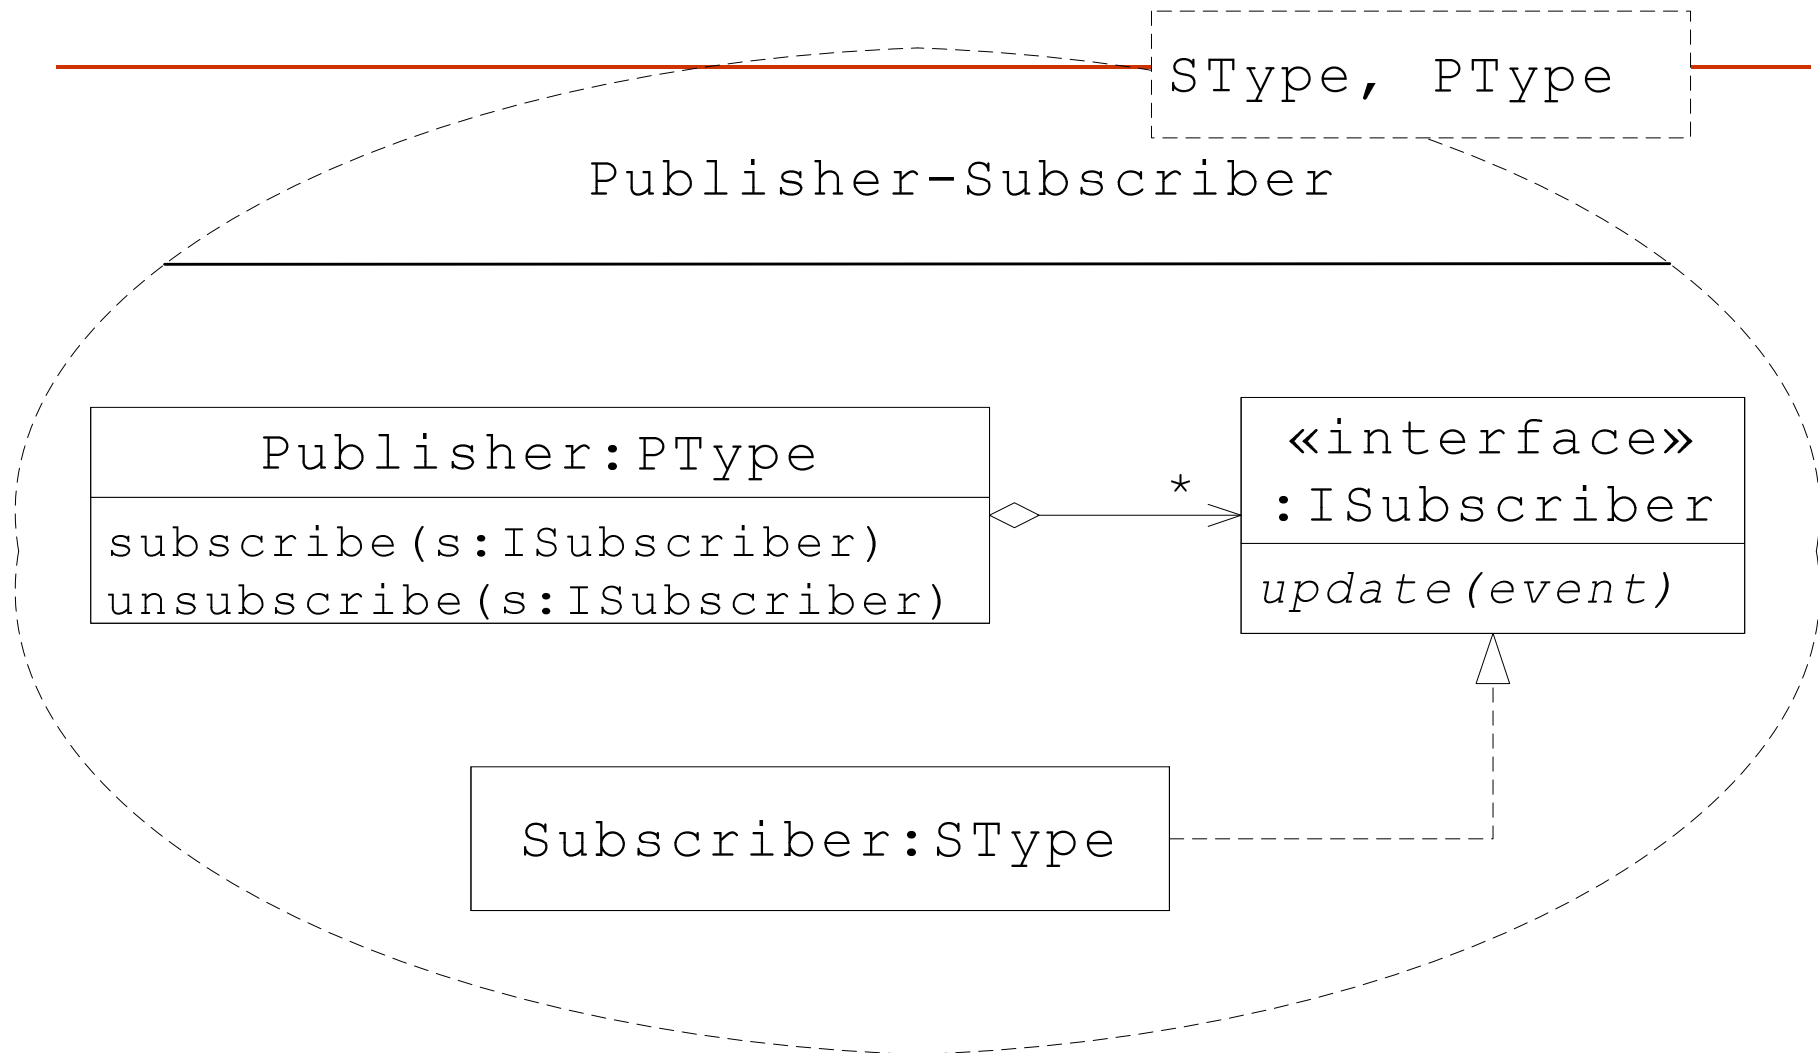 SType, PType
Publisher-Subscriber
Publisher:PType
subscribe(s:ISubscriber)
unsubscribe(s:ISubscriber)
*
«interface»
:ISubscriber
update(event)
Subscriber:SType